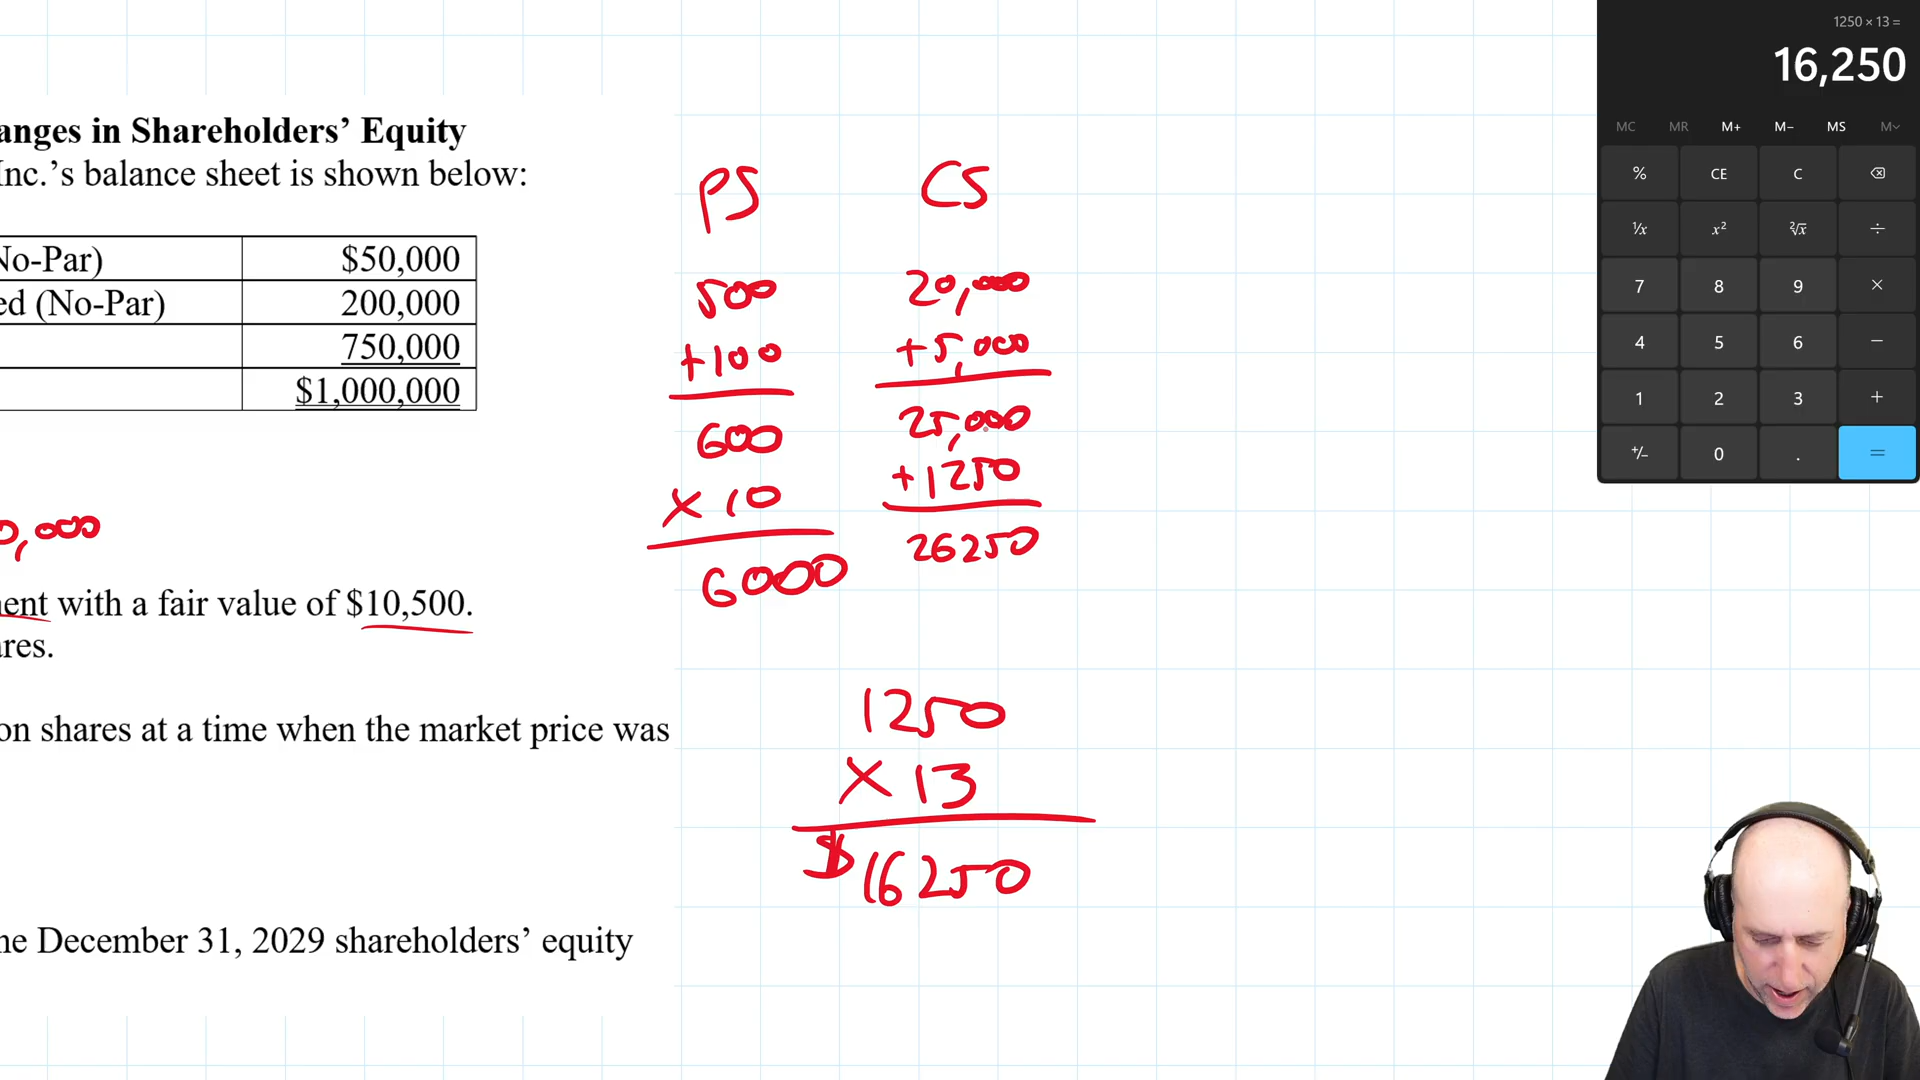 anges in Shareholders’ Equity
Inc.’s balance sheet is shown below:
No-Par) $50,000
ed (No-Par) 200,000
750,000
$1,000,000
0,000
ment with a fair value of $10,500.
ares.
on shares at a time when the market price was
he December 31, 2029 shareholders’ equity
PS
500
+100
600
X 10
6000
CS
20,000
+5,000
25,000
+1250
26250
1250
X 13
$16250
1250 × 13 =
16,250
MC MR M+ M− MS M˅
% CE C ⌫
¹/x x² ²√x ÷
7 8 9 ×
4 5 6 −
1 2 3 +
+/− 0 . =